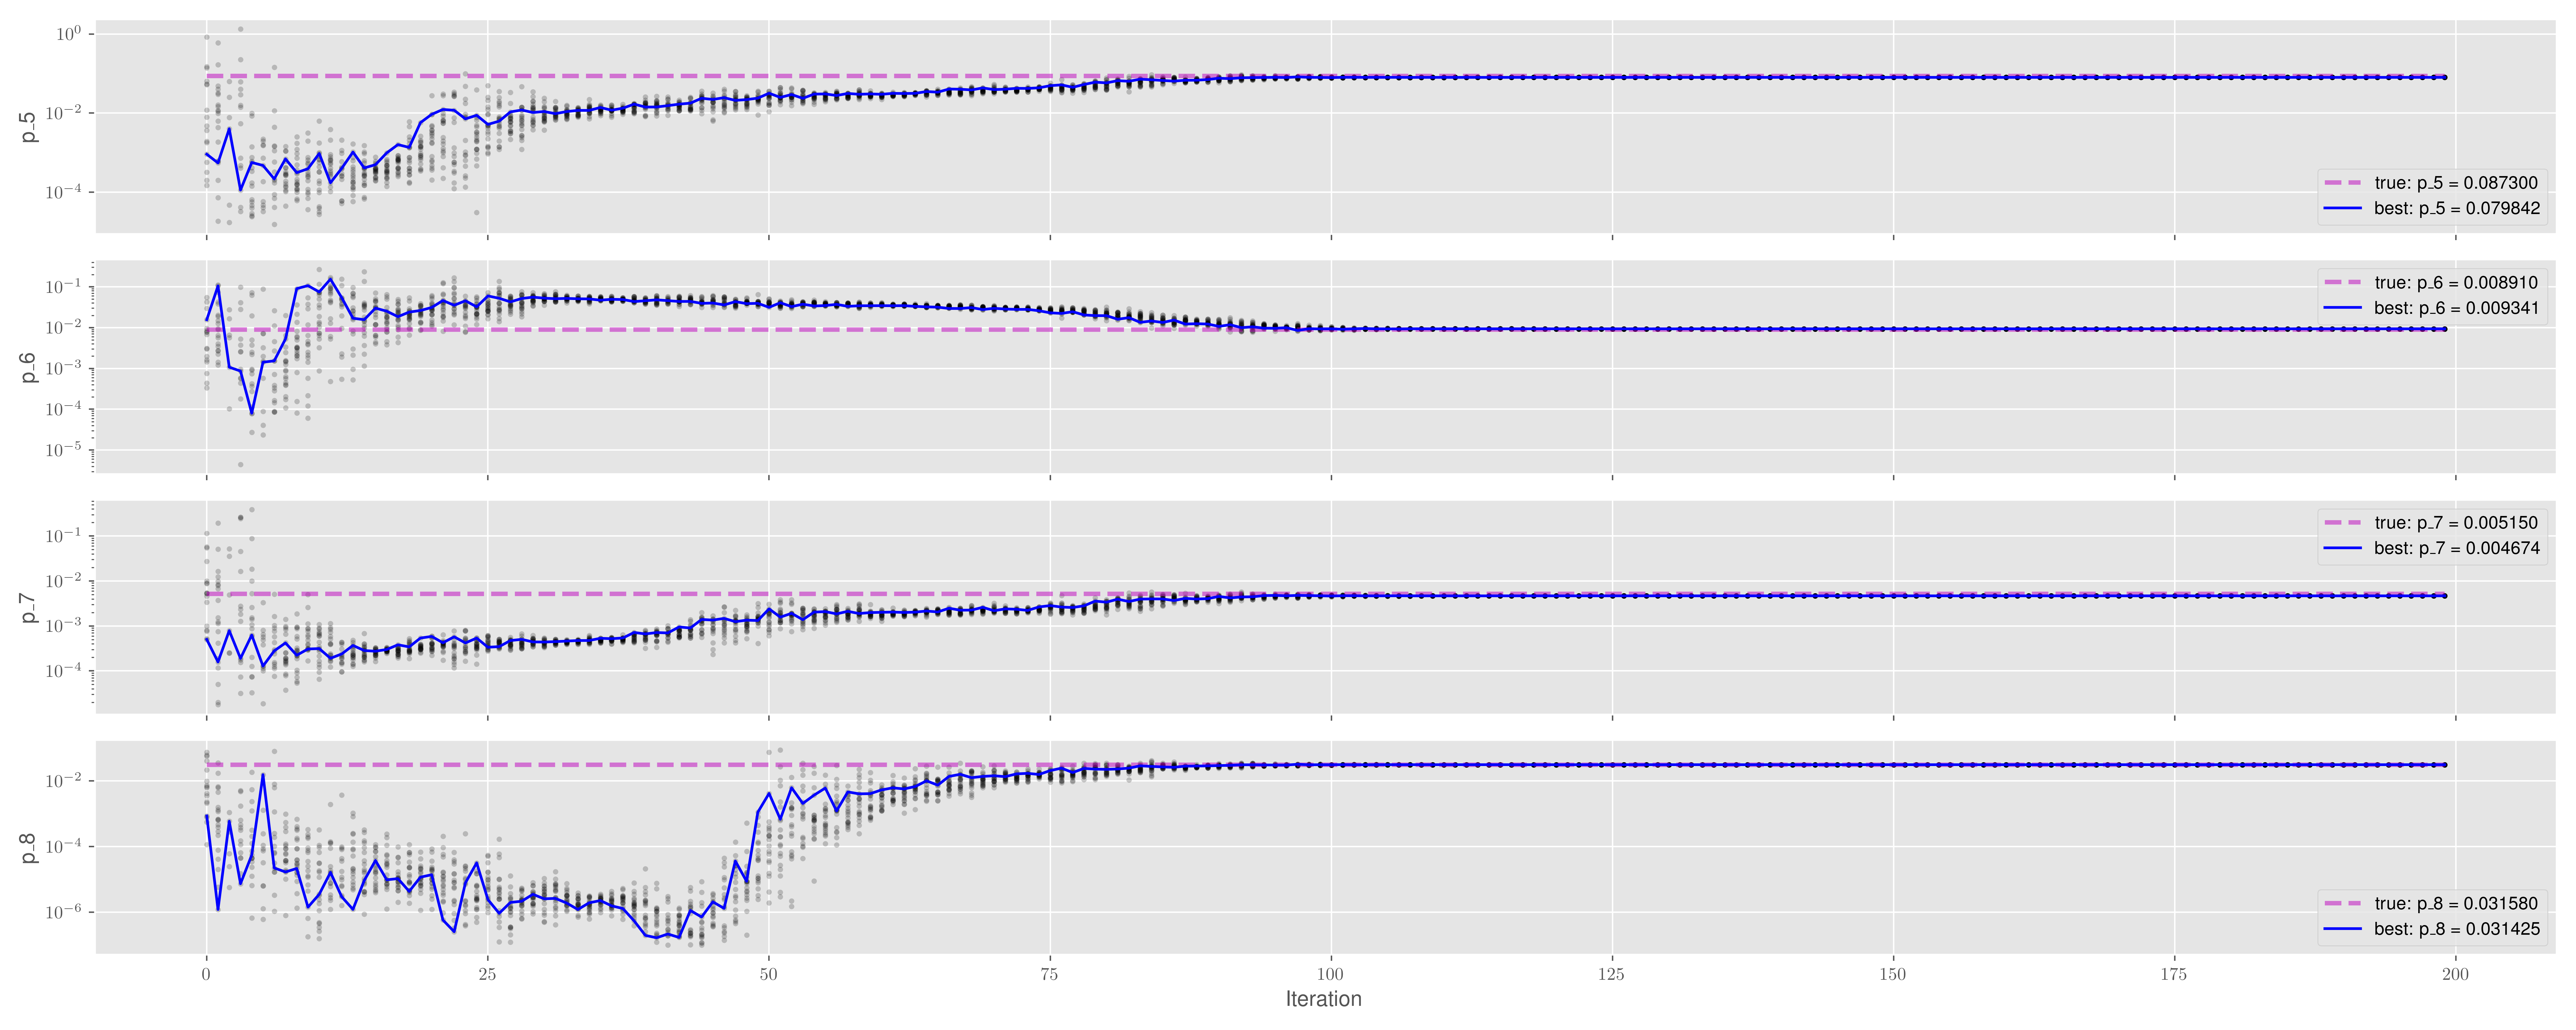 10⁰
10⁻²
10⁻⁴
p_5
true: p_5 = 0.087300
best: p_5 = 0.079842
10⁻¹
10⁻²
10⁻³
10⁻⁴
10⁻⁵
p_6
true: p_6 = 0.008910
best: p_6 = 0.009341
10⁻¹
10⁻²
10⁻³
10⁻⁴
p_7
true: p_7 = 0.005150
best: p_7 = 0.004674
10⁻²
10⁻⁴
10⁻⁶
p_8
true: p_8 = 0.031580
best: p_8 = 0.031425
0 25 50 75 100 125 150 175 200
Iteration